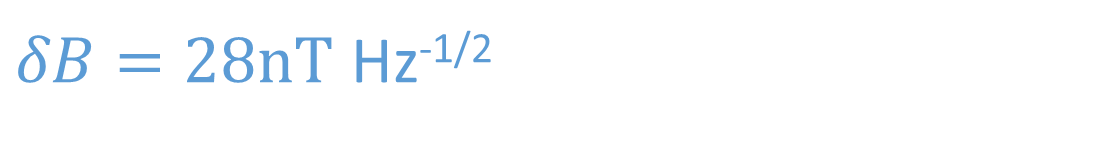 δB = 28nT Hz-1/2